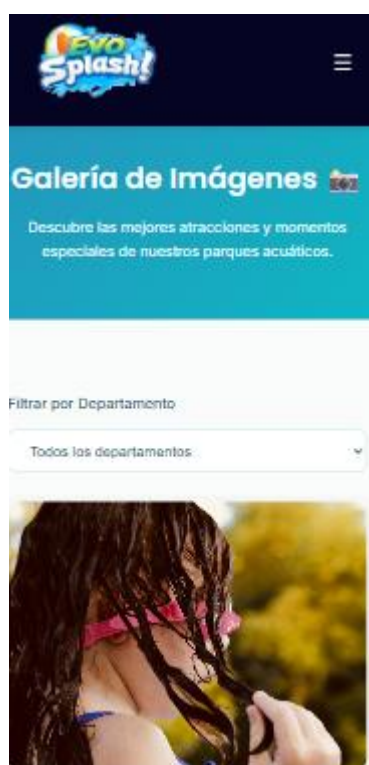 EVO
Splash!
☰
Galería de Imágenes 📷
Descubre las mejores atracciones y momentos
especiales de nuestros parques acuáticos.
Filtrar por Departamento
Todos los departamentos